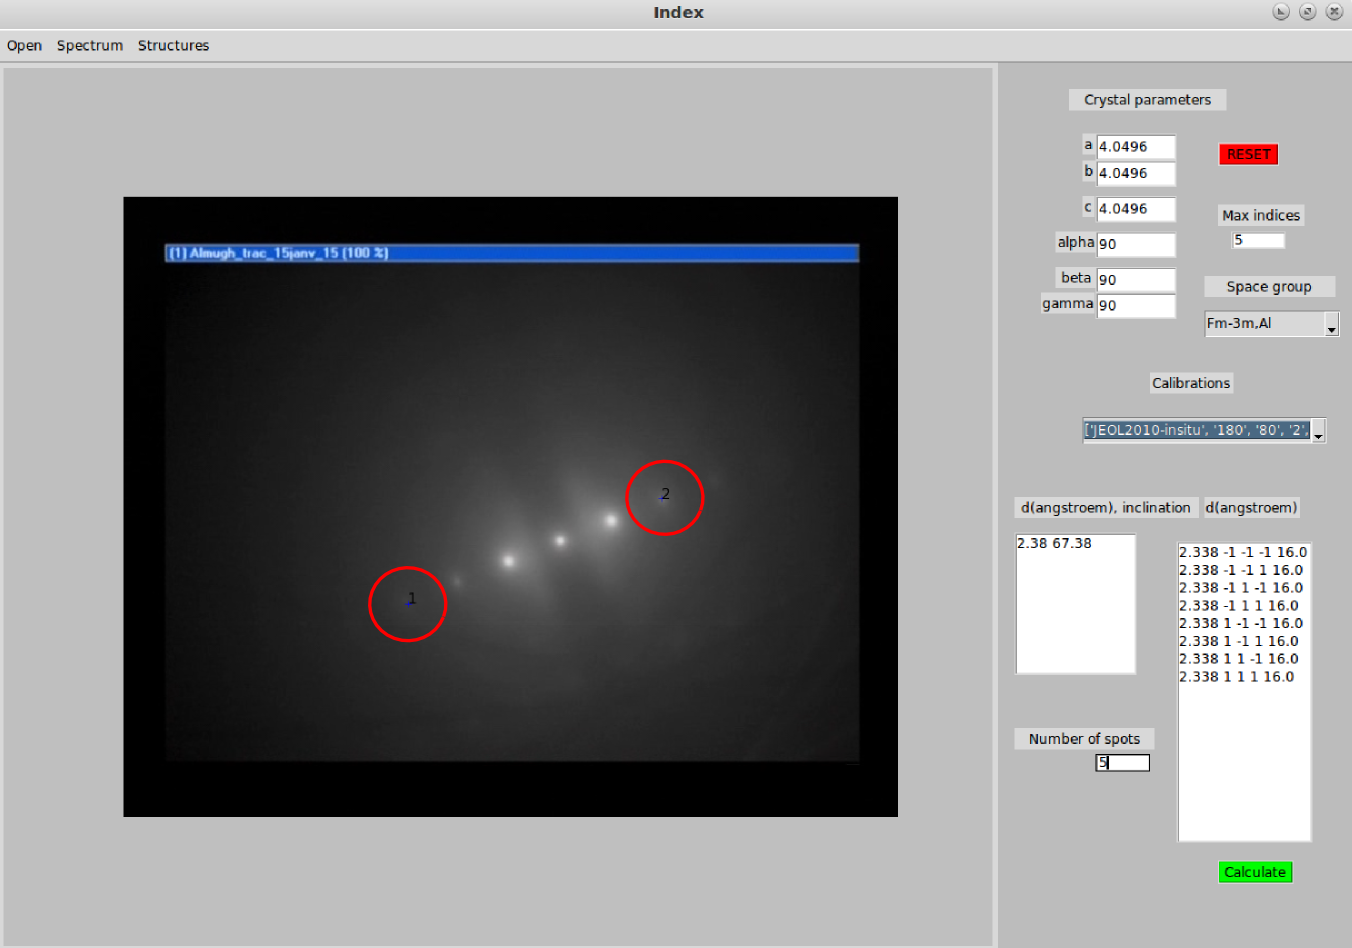 Index
Open Spectrum Structures
Crystal parameters
a 4.0496
b 4.0496
c 4.0496
alpha 90
beta 90
gamma 90
RESET
Max indices
5
Space group
Fm-3m,Al
Calibrations
['JEOL2010-insitu', '180', '80', '2',
(1) Almugh_trac_15janv_15 (100 %)
2
1
d(angstroem), inclination
2.38 67.38
d(angstroem)
2.338 -1 -1 -1 16.0
2.338 -1 -1 1 16.0
2.338 -1 1 -1 16.0
2.338 -1 1 1 16.0
2.338 1 -1 -1 16.0
2.338 1 -1 1 16.0
2.338 1 1 -1 16.0
2.338 1 1 1 16.0
Number of spots
5
Calculate